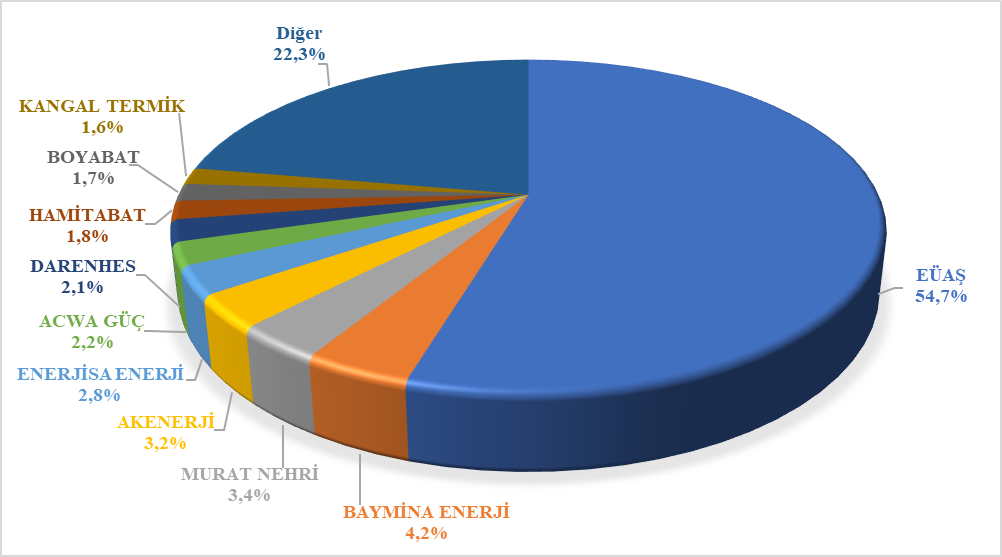 Diğer
22,3%
KANGAL TERMİK
1,6%
BOYABAT
1,7%
HAMİTABAT
1,8%
DARENHES
2,1%
ACWA GÜÇ
2,2%
ENERJİSA ENERJİ
2,8%
AKENERJİ
3,2%
MURAT NEHRİ
3,4%
BAYMİNA ENERJİ
4,2%
EÜAŞ
54,7%